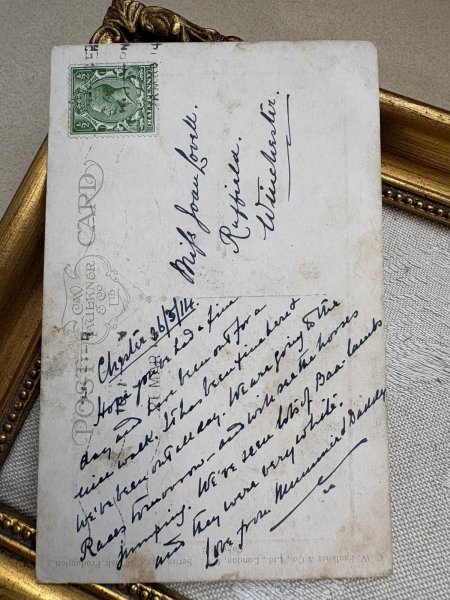 POST CARD
C.W. FAULKNER & Co LTD
Miss Joan Lovell.
Ruffield.
Winchester.
Chester 26/3/14.
Hope you've had a fine
day and have been out for a
nice walk. It has been fine here &
we've been out all day. We are going to the
Races tomorrow - and will see the horses
jumping. We've seen lots of Baa lambs
and they were very white.
Love from Mummie & Daddy
C. W. Faulkner & Co., Ltd., London,
Series